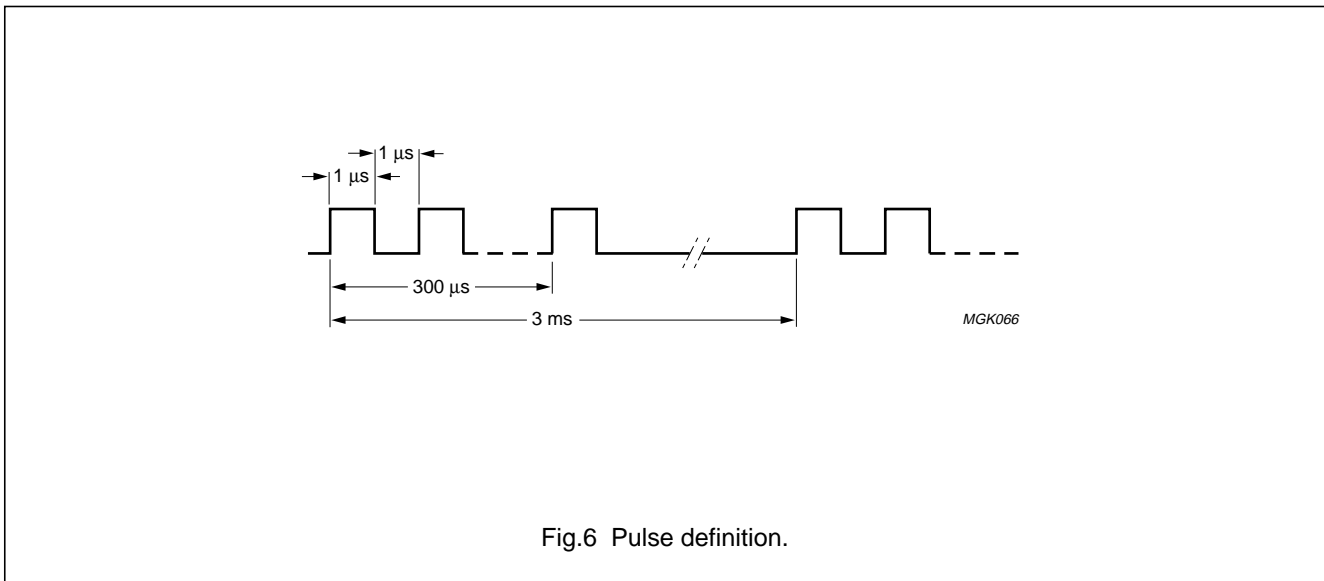 1 μs
1 μs
300 μs
3 ms
MGK066
Fig.6 Pulse definition.